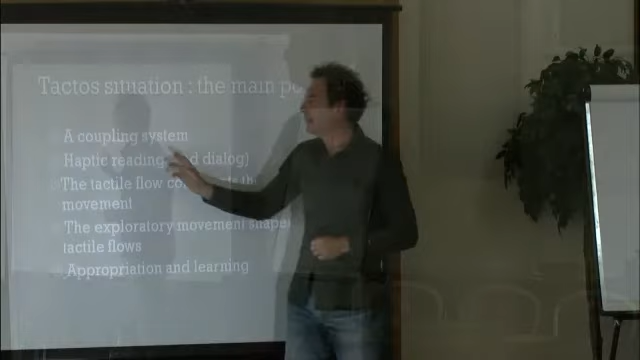 Tactos situation : the main
A coupling system
Haptic reading dialog)
The tactile flow
movement
The exploratory movement shapes
tactile flows
Appropriation and learning